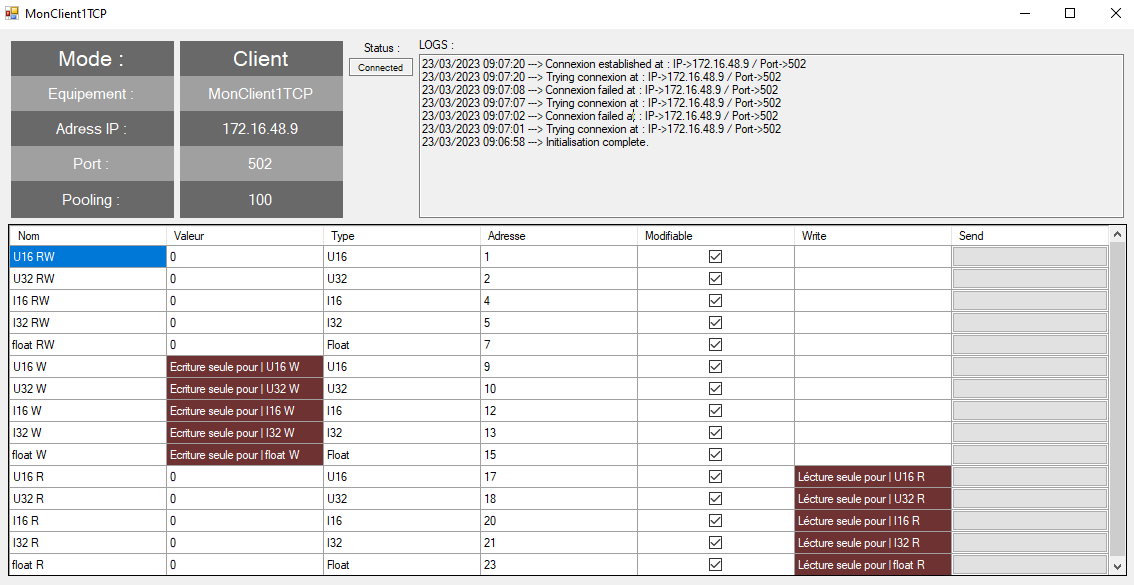 MonClient1TCP
Mode : Client
Equipement : MonClient1TCP
Adress IP : 172.16.48.9
Port : 502
Pooling : 100
Status :
Connected
LOGS :
23/03/2023 09:07:20 ---> Connexion established at : IP->172.16.48.9 / Port->502
23/03/2023 09:07:20 ---> Trying connexion at : IP->172.16.48.9 / Port->502
23/03/2023 09:07:08 ---> Connexion failed at : IP->172.16.48.9 / Port->502
23/03/2023 09:07:07 ---> Trying connexion at : IP->172.16.48.9 / Port->502
23/03/2023 09:07:02 ---> Connexion failed at : IP->172.16.48.9 / Port->502
23/03/2023 09:07:01 ---> Trying connexion at : IP->172.16.48.9 / Port->502
23/03/2023 09:06:58 ---> Initialisation complete.
Nom Valeur Type Adresse Modifiable Write Send
U16 RW 0 U16 1
U32 RW 0 U32 2
I16 RW 0 I16 4
I32 RW 0 I32 5
float RW 0 Float 7
U16 W Ecriture seule pour | U16 W U16 9
U32 W Ecriture seule pour | U32 W U32 10
I16 W Ecriture seule pour | I16 W I16 12
I32 W Ecriture seule pour | I32 W I32 13
float W Ecriture seule pour | float W Float 15
U16 R 0 U16 17 Lécture seule pour | U16 R
U32 R 0 U32 18 Lécture seule pour | U32 R
I16 R 0 I16 20 Lécture seule pour | I16 R
I32 R 0 I32 21 Lécture seule pour | I32 R
float R 0 Float 23 Lécture seule pour | float R